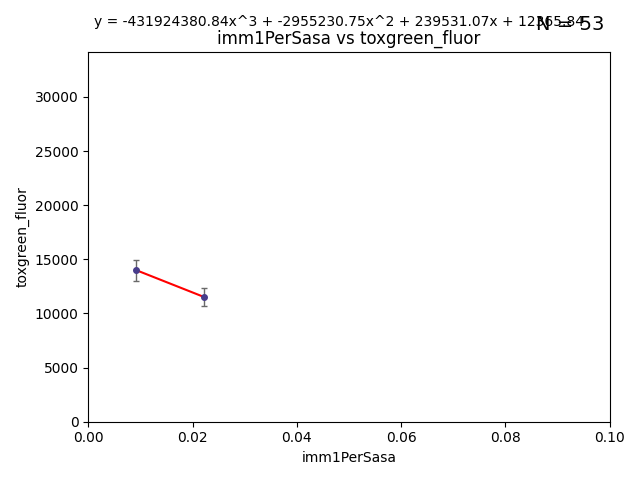 y = -431924380.84x^3 + -2955230.75x^2 + 239531.07x + 12365.84
N = 53
imm1PerSasa vs toxgreen_fluor
30000
25000
20000
15000
10000
5000
0
toxgreen_fluor
0.00 0.02 0.04 0.06 0.08 0.10
imm1PerSasa